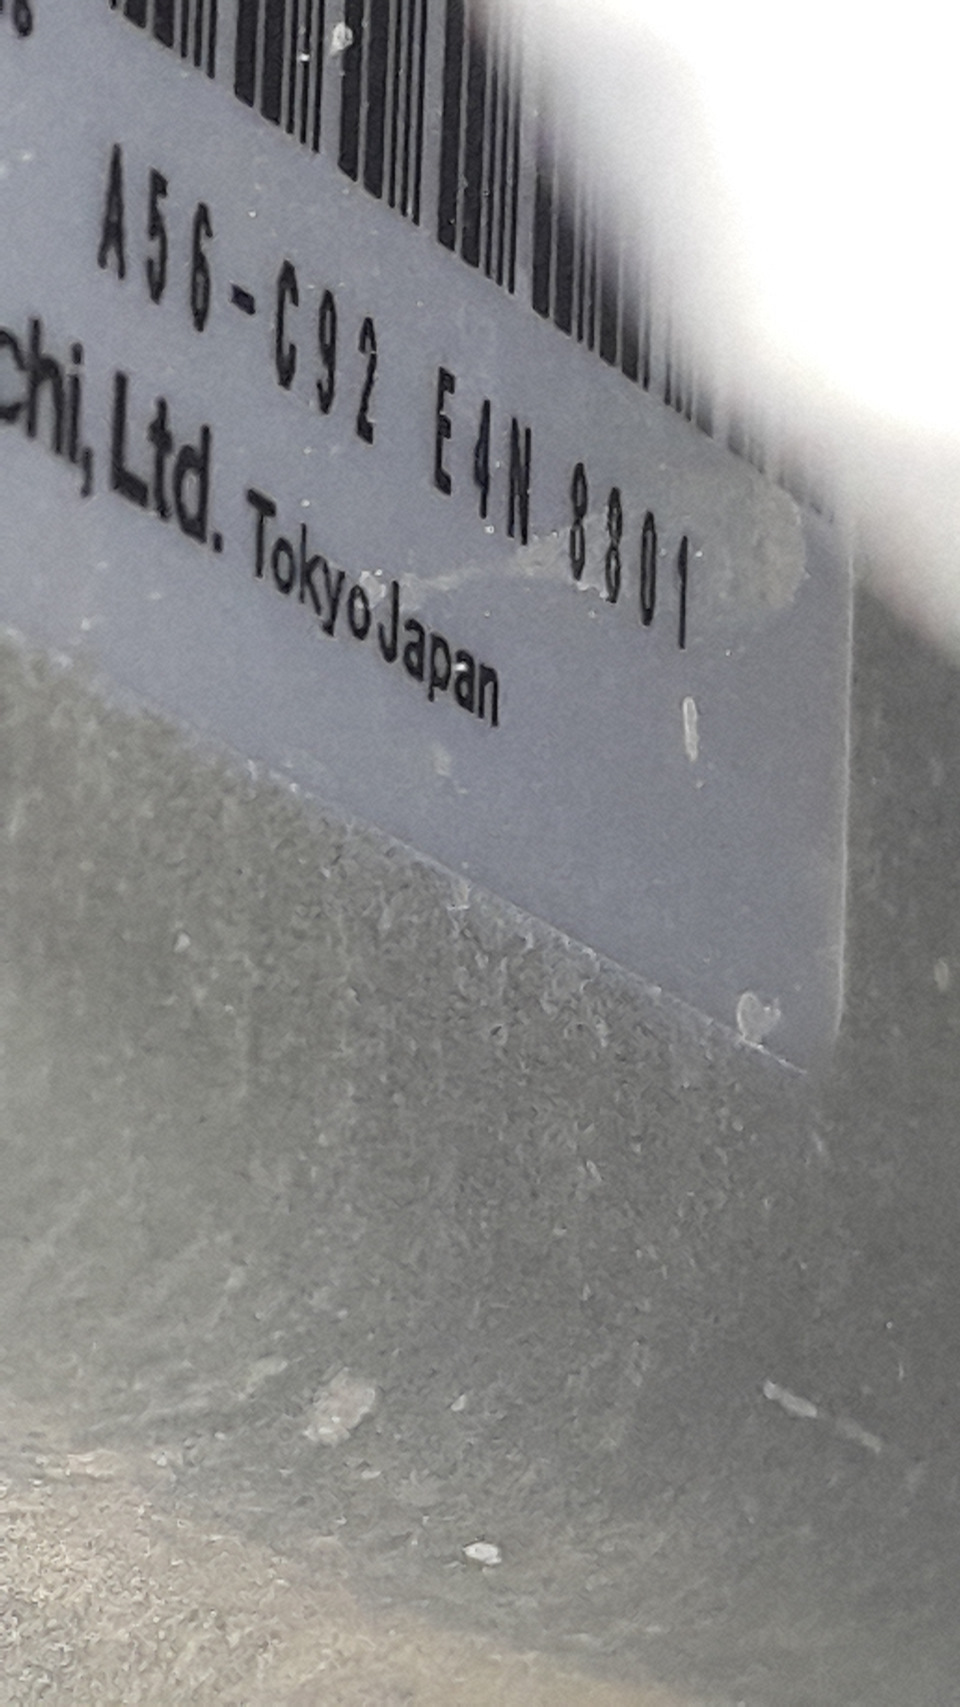 A56-C92 E4N 8801
chi, Ltd. Tokyo Japan